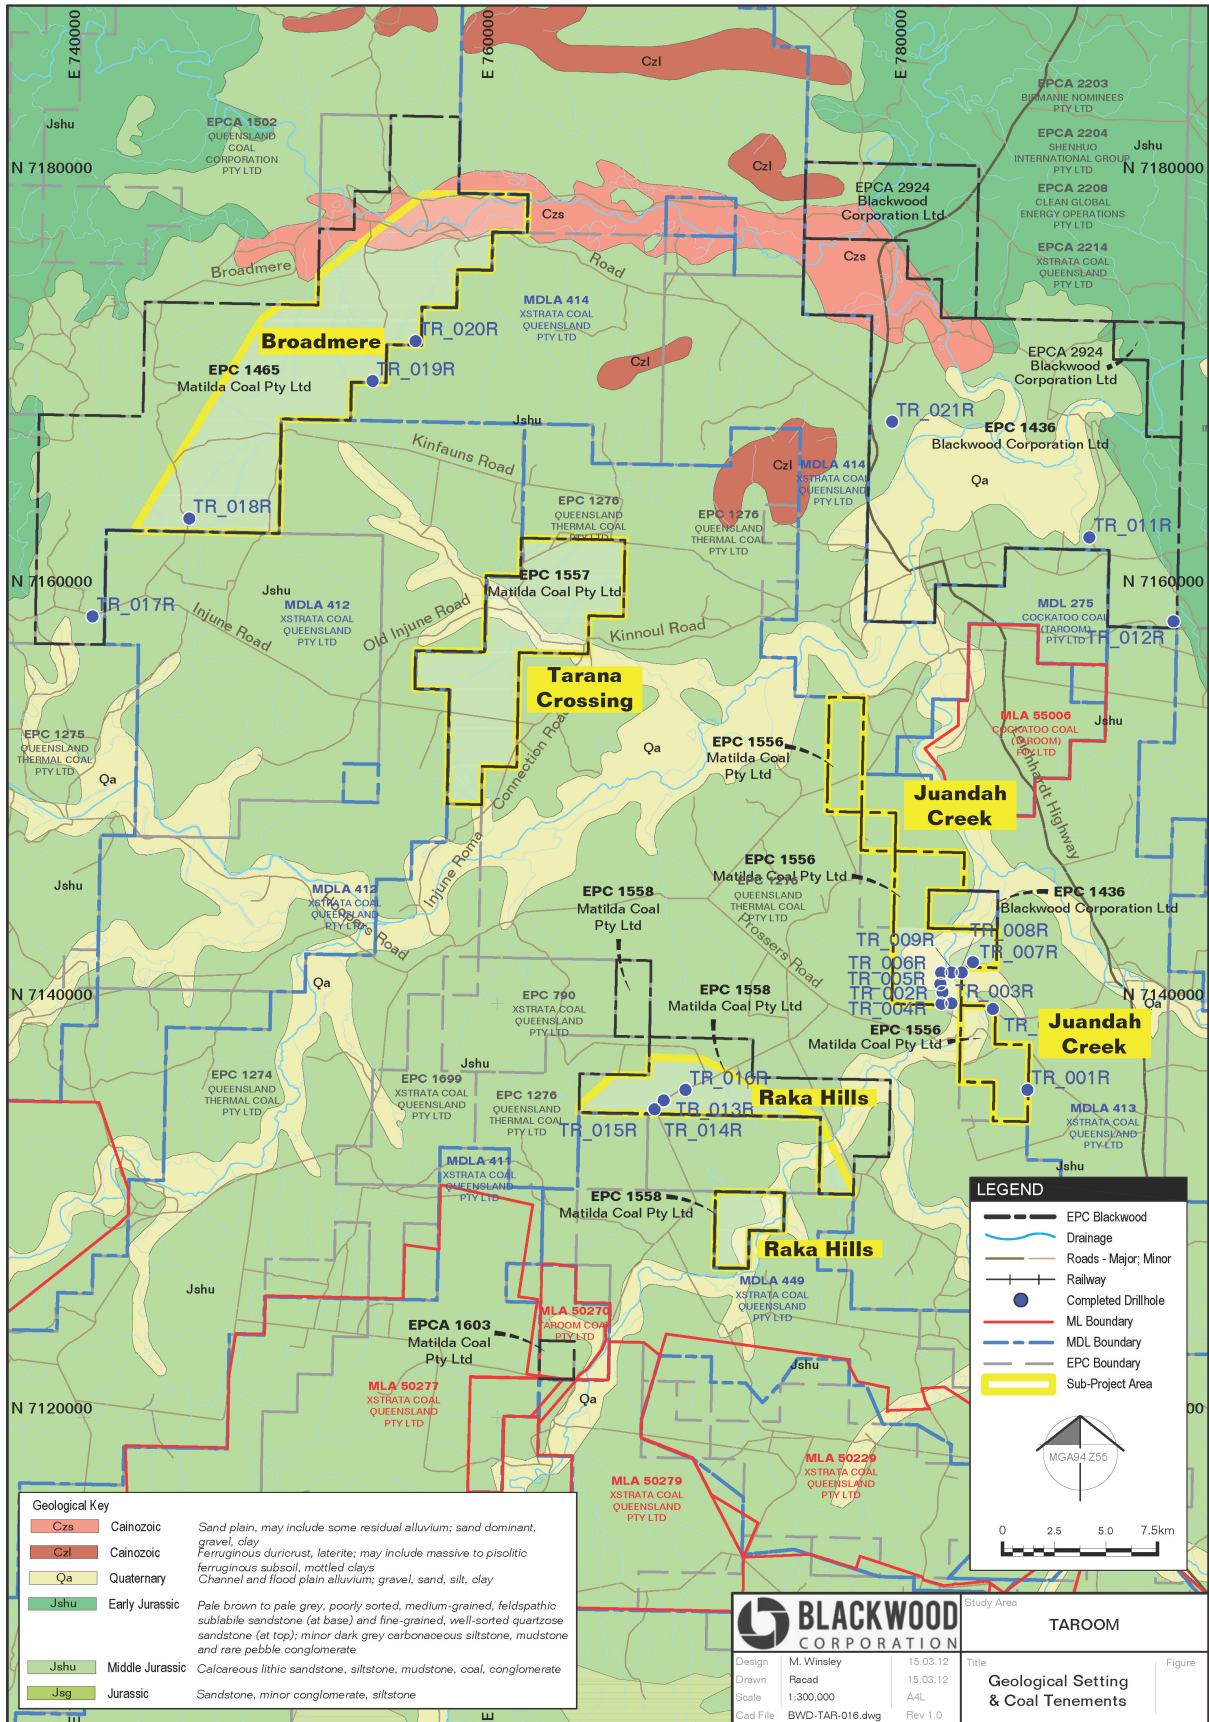 E 740000
E 760000
E 780000
Czl
EPCA 2203
BIRMANIE NOMINEES
PTY LTD
Jshu
EPCA 1502
QUEENSLAND
COAL
CORPORATION
PTY LTD
EPCA 2204
SHENHUO
INTERNATIONAL GROUP
PTY LTD
Jshu
N 7180000
Czl
N 7180000
EPCA 2924
Blackwood
Corporation Ltd
EPCA 2208
CLEAN GLOBAL
ENERGY OPERATIONS
PTY LTD
Czs
Czs
EPCA 2214
XSTRATA COAL
QUEENSLAND
PTY LTD
Broadmere
Road
MDLA 414
XSTRATA COAL
QUEENSLAND
PTY LTD
TR_020R
Broadmere
EPC 1465
Matilda Coal Pty Ltd
TR_019R
Czl
EPCA 2924
Blackwood
Corporation Ltd
TR_021R
Jshu
EPC 1436
Blackwood Corporation Ltd
Kinfauns Road
Czl
MDLA 414
XSTRATA COAL
QUEENSLAND
PTY LTD
Qa
TR_018R
EPC 1276
QUEENSLAND
THERMAL COAL
PTY LTD
EPC 1276
QUEENSLAND
THERMAL COAL
PTY LTD
TR_011R
N 7160000
EPC 1557
Matilda Coal Pty Ltd
N 7160000
Jshu
TR_017R
Injune Road
MDLA 412
XSTRATA COAL
QUEENSLAND
PTY LTD
Old Injune Road
Kinnoul Road
MDL 275
COCKATOO COAL
(TAROOM)
PTY LTD
TR_012R
Tarana
Crossing
MLA 55006
COCKATOO COAL
(TAROOM)
PTY LTD
Jshu
EPC 1275
QUEENSLAND
THERMAL COAL
PTY LTD
Qa
Qa
EPC 1556
Matilda Coal
Pty Ltd
Connection Road
Leichhardt Highway
Juandah
Creek
Injune Roma
EPC 1556
Matilda Coal Pty Ltd
EPC 1276
QUEENSLAND
THERMAL COAL
PTY LTD
Jshu
MDLA 412
XSTRATA COAL
QUEENSLAND
PTY LTD
Road
EPC 1558
Matilda Coal
Pty Ltd
EPC 1436
Blackwood Corporation Ltd
Prossers Road
TR_009R
TR_008R
TR_007R
TR_006R
TR_005R
TR_002R
TR_003R
TR_004R
TR_
Qa
N 7140000
EPC 790
XSTRATA COAL
QUEENSLAND
PTY LTD
EPC 1558
Matilda Coal Pty Ltd
N 7140000
Qa
EPC 1556
Matilda Coal Pty Ltd
Juandah
Creek
Jshu
EPC 1274
QUEENSLAND
THERMAL COAL
PTY LTD
EPC 1699
XSTRATA COAL
QUEENSLAND
PTY LTD
EPC 1276
QUEENSLAND
THERMAL COAL
PTY LTD
TR_016R
TR_013R
TR_015R
TR_014R
Raka Hills
TR_001R
MDLA 413
XSTRATA COAL
QUEENSLAND
PTY LTD
MDLA 411
XSTRATA COAL
QUEENSLAND
PTY LTD
Jshu
EPC 1558
Matilda Coal Pty Ltd
Raka Hills
MDLA 449
XSTRATA COAL
QUEENSLAND
PTY LTD
Jshu
EPCA 1603
Matilda Coal
Pty Ltd
MLA 50270
TAROOM COAL
PTY LTD
Jshu
MLA 50277
XSTRATA COAL
QUEENSLAND
PTY LTD
Qa
N 7120000
00
MLA 50279
XSTRATA COAL
QUEENSLAND
PTY LTD
MLA 50229
XSTRATA COAL
QUEENSLAND
PTY LTD
LEGEND
EPC Blackwood
Drainage
Roads - Major; Minor
Railway
Completed Drillhole
ML Boundary
MDL Boundary
EPC Boundary
Sub-Project Area
MGA94 Z55
0 2.5 5.0 7.5km
Geological Key
Czs Cainozoic Sand plain, may include some residual alluvium; sand dominant,
gravel, clay
Czl Cainozoic Ferruginous duricrust, laterite; may include massive to pisolitic
ferruginous subsoil, mottled clays
Qa Quaternary Channel and flood plain alluvium; gravel, sand, silt, clay
Jshu Early Jurassic Pale brown to pale grey, poorly sorted, medium-grained, feldspathic
sublabile sandstone (at base) and fine-grained, well-sorted quartzose
sandstone (at top); minor dark grey carbonaceous siltstone, mudstone
and rare pebble conglomerate
Jshu Middle Jurassic Calcareous lithic sandstone, siltstone, mudstone, coal, conglomerate
Jsg Jurassic Sandstone, minor conglomerate, siltstone
E
E
BLACKWOOD
CORPORATION
Study Area
TAROOM
Design M. Winsley 15.03.12
Drawn Racad 15.03.12
Scale 1:300,000 A4L
Cad File BWD-TAR-016.dwg Rev 1.0
Title
Figure
Geological Setting
& Coal Tenements